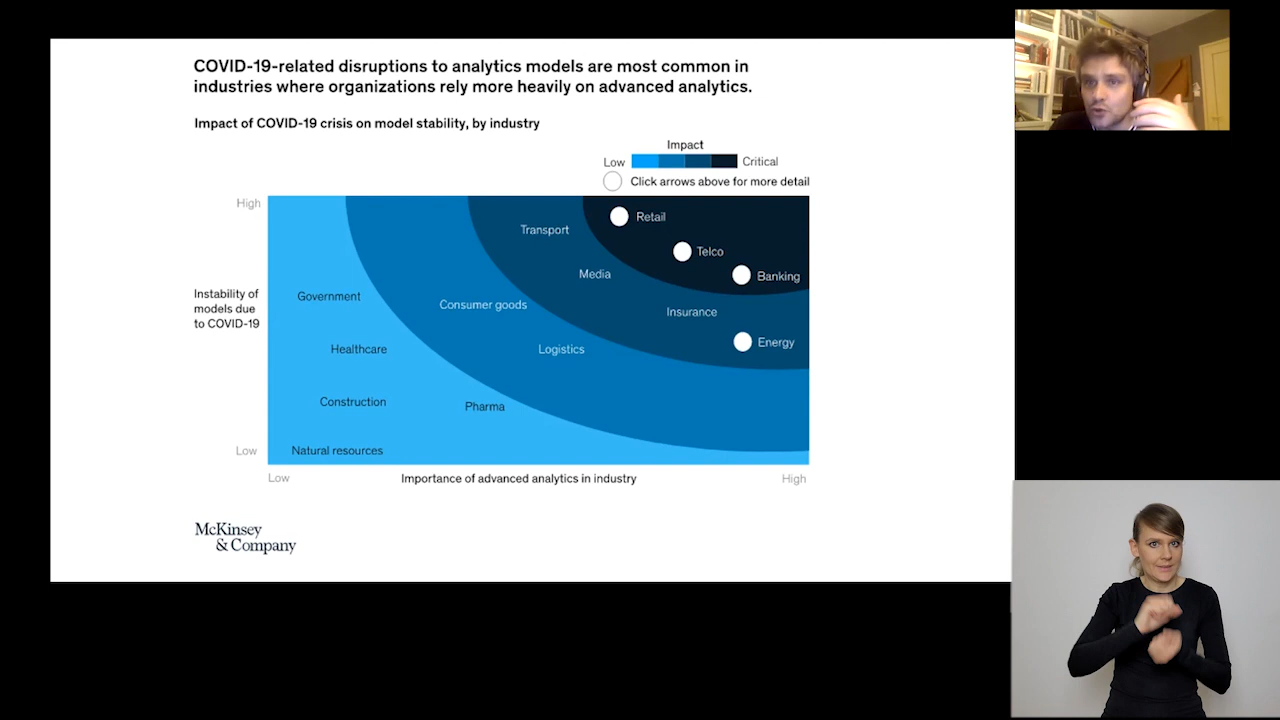 COVID-19-related disruptions to analytics models are most common in
industries where organizations rely more heavily on advanced analytics.
Impact of COVID-19 crisis on model stability, by industry
Impact
Low
Critical
Click arrows above for more detail
High
Retail
Transport
Telco
Media
Banking
Instability of
models due
to COVID-19
Government
Consumer goods
Insurance
Energy
Healthcare
Logistics
Construction
Pharma
Low
Natural resources
Low
Importance of advanced analytics in industry
High
McKinsey
& Company